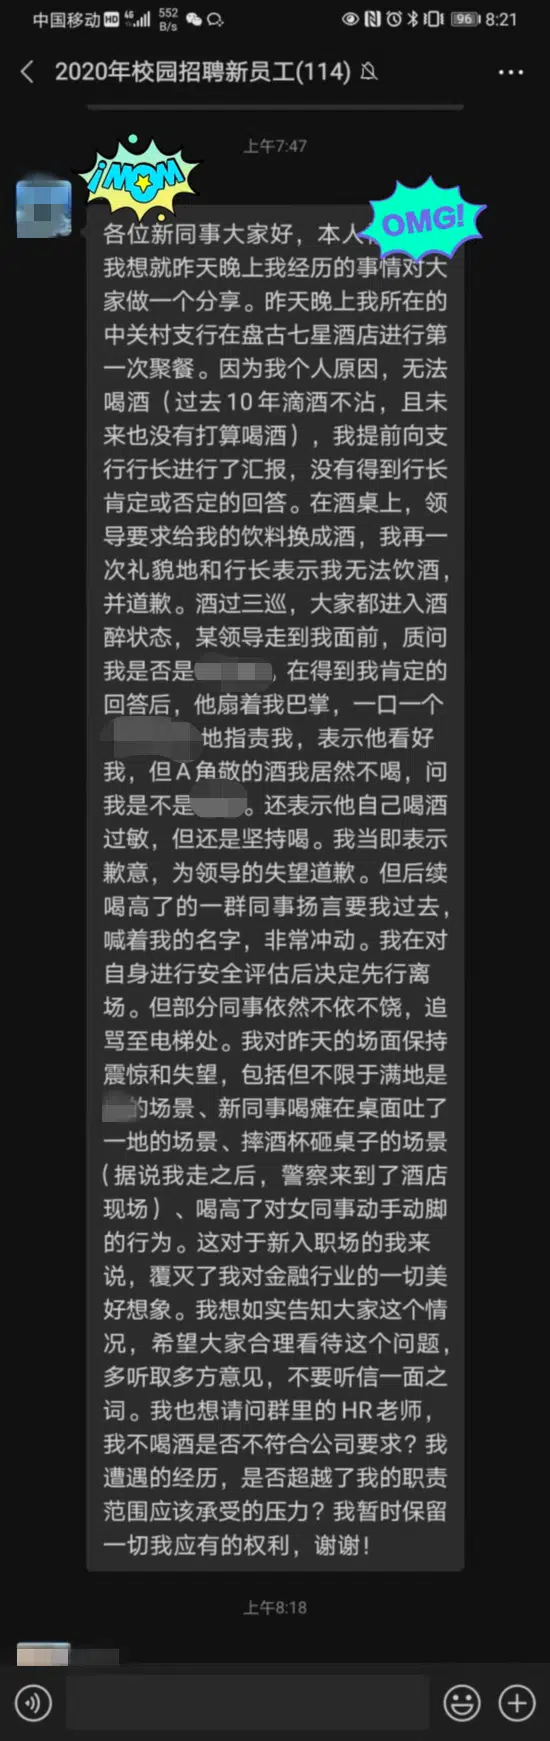 中国移动 HD 4G 552 B/s 96 8:21
2020年校园招聘新员工(114)
上午7:47
¡MOM
OMG!
各位新同事大家好，本人
我想就昨天晚上我经历的事情对大
家做一个分享。昨天晚上我所在的
中关村支行在盘古七星酒店进行第
一次聚餐。因为我个人原因，无法
喝酒（过去10年滴酒不沾，且未
来也没有打算喝酒），我提前向支
行行长进行了汇报，没有得到行长
肯定或否定的回答。在酒桌上，领
导要求给我的饮料换成酒，我再一
次礼貌地和行长表示我无法饮酒，
并道歉。酒过三巡，大家都进入酒
醉状态，某领导走到我面前，质问
我是否是 ，在得到我肯定的
回答后，他扇着我巴掌，一口一个
地指责我，表示他看好
我，但A角敬的酒我居然不喝，问
我是不是 。还表示他自己喝酒
过敏，但还是坚持喝。我当即表示
歉意，为领导的失望道歉。但后续
喝高了的一群同事扬言要我过去，
喊着我的名字，非常冲动。我在对
自身进行安全评估后决定先行离
场。但部分同事依然不依不饶，追
骂至电梯处。我对昨天的场面保持
震惊和失望，包括但不限于满地是
的场景、新同事喝瘫在桌面吐了
一地的场景、摔酒杯砸桌子的场景
（据说我走之后，警察来到了酒店
现场）、喝高了对女同事动手动脚
的行为。这对于新入职场的我来
说，覆灭了我对金融行业的一切美
好想象。我想如实告知大家这个情
况，希望大家合理看待这个问题，
多听取多方意见，不要听信一面之
词。我也想请问群里的HR老师，
我不喝酒是否不符合公司要求？我
遭遇的经历，是否超越了我的职责
范围应该承受的压力？我暂时保留
一切我应有的权利，谢谢！
上午8:18